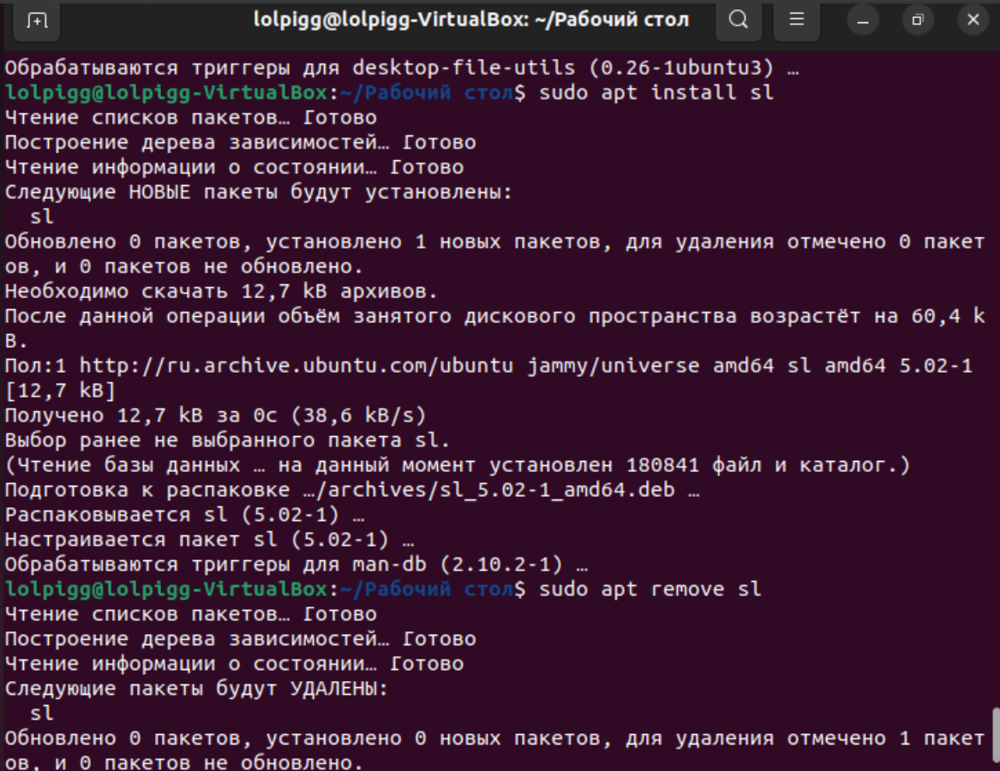 lolpigg@lolpigg-VirtualBox: ~/Рабочий стол
Обрабатываются триггеры для desktop-file-utils (0.26-1ubuntu3) …
lolpigg@lolpigg-VirtualBox:~/Рабочий стол$ sudo apt install sl
Чтение списков пакетов… Готово
Построение дерева зависимостей… Готово
Чтение информации о состоянии… Готово
Следующие НОВЫЕ пакеты будут установлены:
  sl
Обновлено 0 пакетов, установлено 1 новых пакетов, для удаления отмечено 0 пакет
ов, и 0 пакетов не обновлено.
Необходимо скачать 12,7 kB архивов.
После данной операции объём занятого дискового пространства возрастёт на 60,4 k
B.
Пол:1 http://ru.archive.ubuntu.com/ubuntu jammy/universe amd64 sl amd64 5.02-1
[12,7 kB]
Получено 12,7 kB за 0с (38,6 kB/s)
Выбор ранее не выбранного пакета sl.
(Чтение базы данных … на данный момент установлен 180841 файл и каталог.)
Подготовка к распаковке …/archives/sl_5.02-1_amd64.deb …
Распаковывается sl (5.02-1) …
Настраивается пакет sl (5.02-1) …
Обрабатываются триггеры для man-db (2.10.2-1) …
lolpigg@lolpigg-VirtualBox:~/Рабочий стол$ sudo apt remove sl
Чтение списков пакетов… Готово
Построение дерева зависимостей… Готово
Чтение информации о состоянии… Готово
Следующие пакеты будут УДАЛЕНЫ:
  sl
Обновлено 0 пакетов, установлено 0 новых пакетов, для удаления отмечено 1 пакет
ов, и 0 пакетов не обновлено.